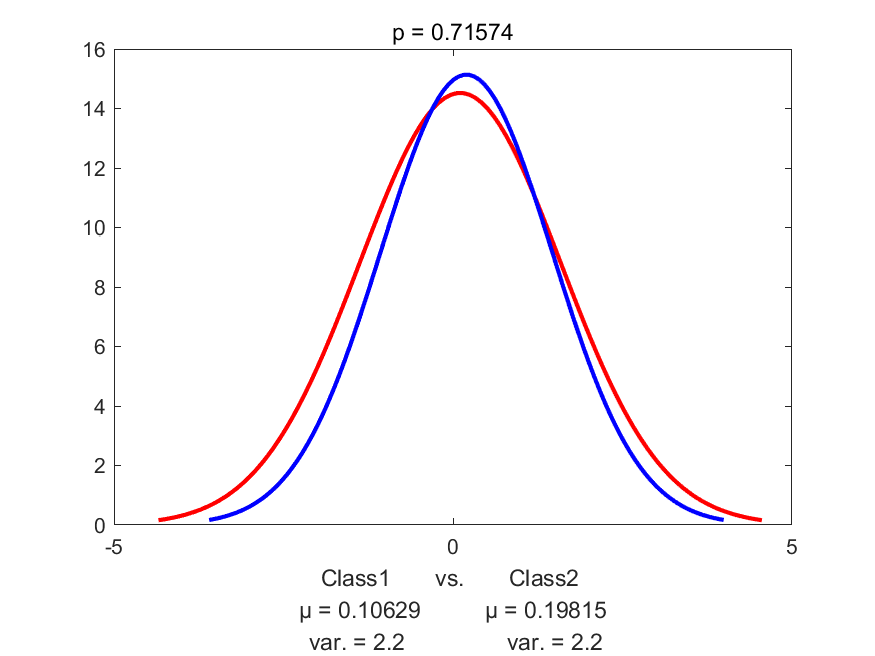 p = 0.71574
16
14
12
10
8
6
4
2
0
-5 0 5
Class1 vs. Class2
μ = 0.10629 μ = 0.19815
var. = 2.2 var. = 2.2